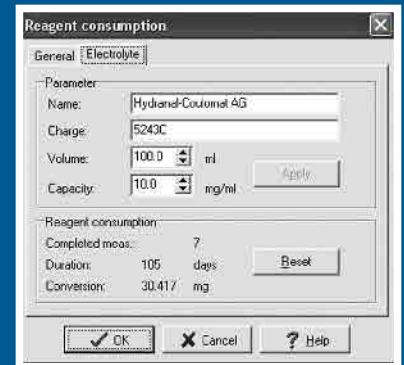 Reagent consumption
General Electrolyte
Parameter
Name: Hydranal-Coulomat AG
Charge: 5243C
Volume: 100.0 ml
Capacity: 10.0 mg/ml
Apply
Reagent consumption
Completed meas. 7
Duration: 105 days
Conversion: 30.417 mg
Reset
OK Cancel ? Help